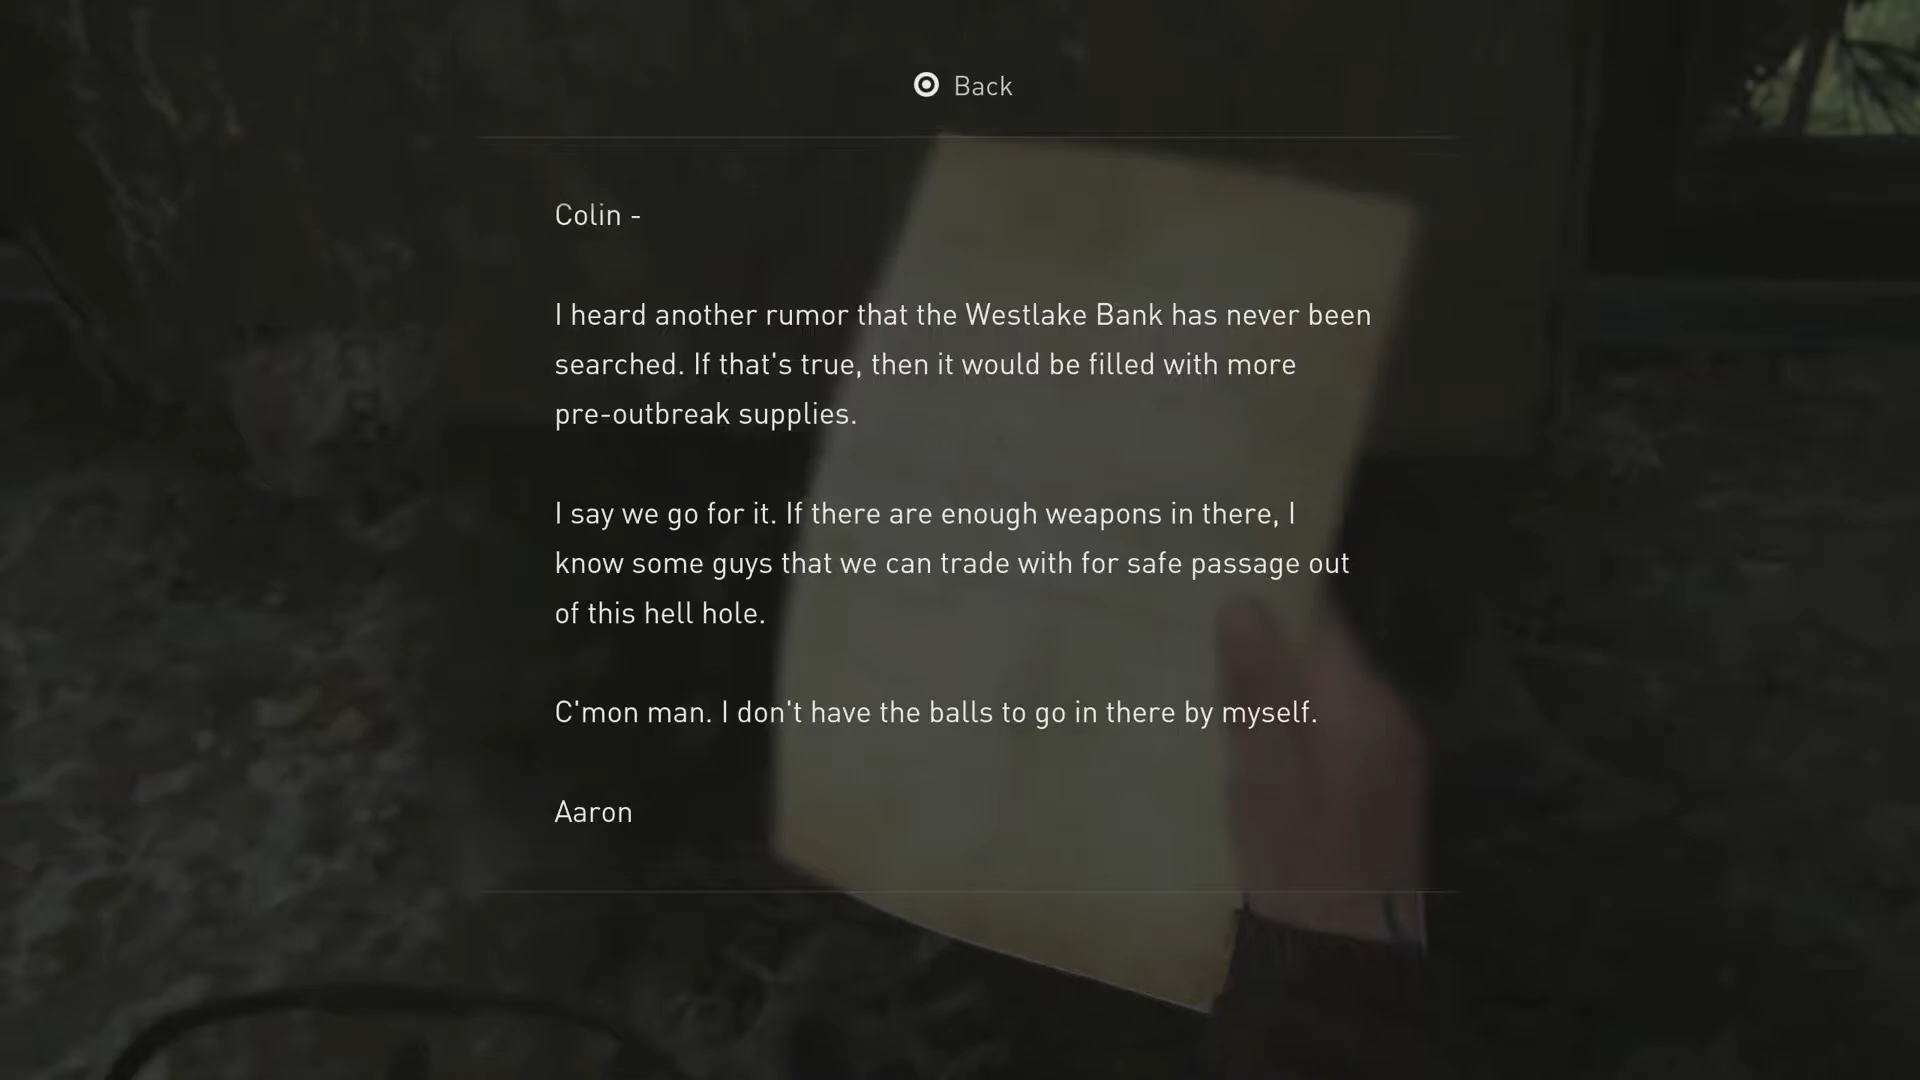 Back
Colin -
I heard another rumor that the Westlake Bank has never been
searched. If that's true, then it would be filled with more
pre-outbreak supplies.
I say we go for it. If there are enough weapons in there, I
know some guys that we can trade with for safe passage out
of this hell hole.
C'mon man. I don't have the balls to go in there by myself.
Aaron